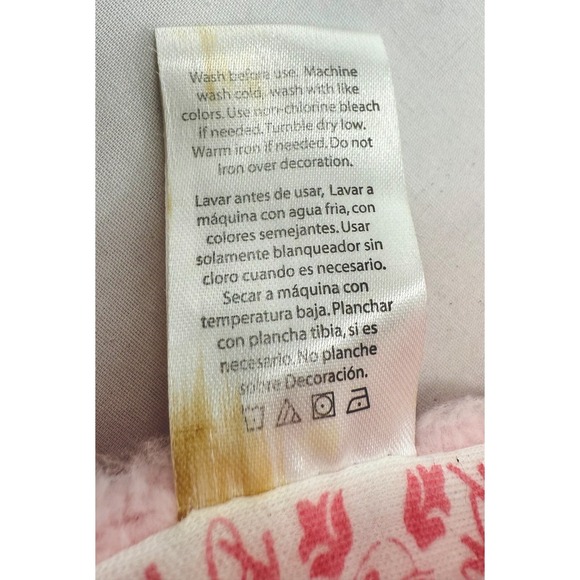 Wash before use. Machine
wash cold, wash with like
colors. Use non-chlorine bleach
if needed. Tumble dry low.
Warm iron if needed. Do not
iron over decoration.
Lavar antes de usar, Lavar a
máquina con agua fria, con
colores semejantes. Usar
solamente blanqueador sin
cloro cuando es necesario.
Secar a máquina con
temperatura baja. Planchar
con plancha tibia, si es
necesario. No planche
sobre Decoración.